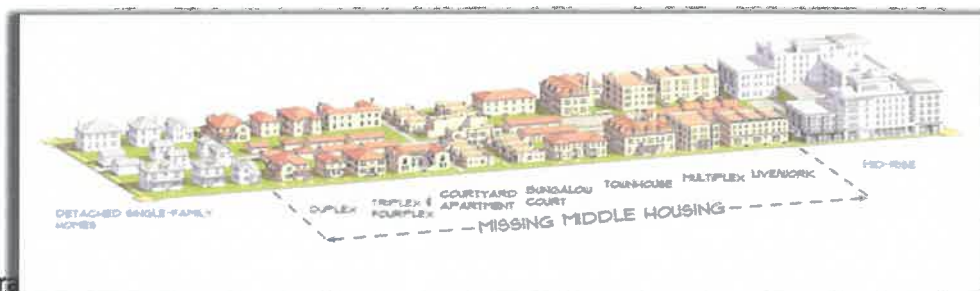 DETACHED SINGLE-FAMILY
HOMES
DUPLEX
TRIPLEX &
FOURPLEX
COURTYARD
APARTMENT
BUNGALOW
COURT
TOWNHOUSE
MULTIPLEX
LIVE/WORK
MID-RISE
MISSING MIDDLE HOUSING